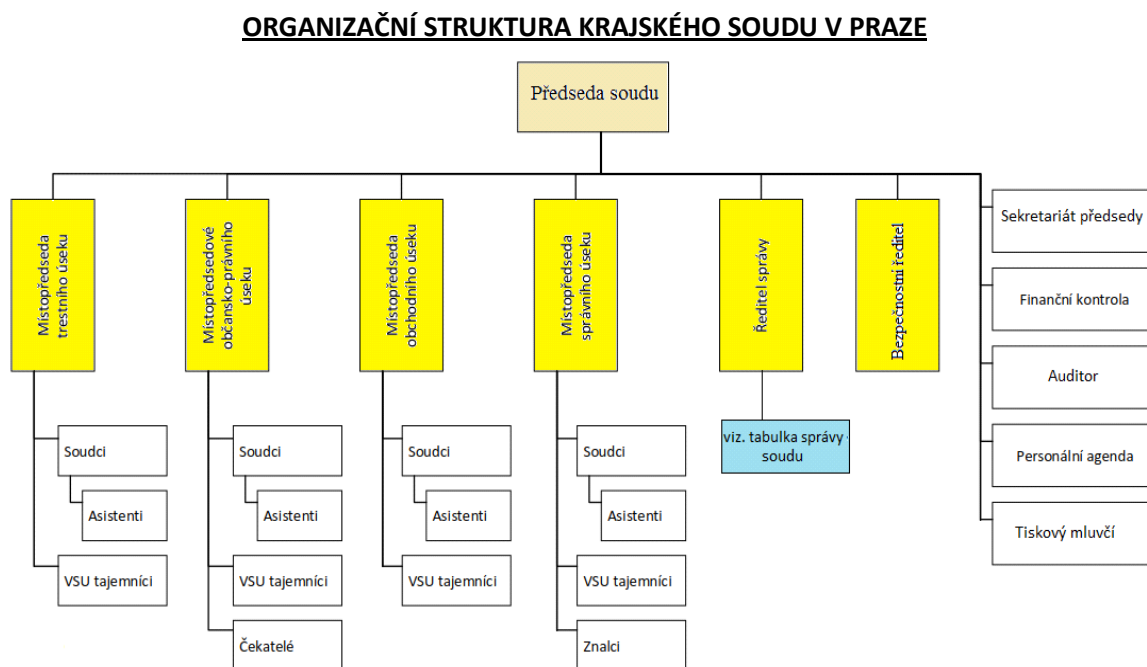 ORGANIZAČNÍ STRUKTURA KRAJSKÉHO SOUDU V PRAZE
Předseda soudu
Místopředseda
trestního úseku
Soudci
Asistenti
VSU tajemníci
Místopředsedové
občansko-právního
úseku
Soudci
Asistenti
VSU tajemníci
Čekatelé
Místopředseda
obchodního úseku
Soudci
Asistenti
VSU tajemníci
Místopředseda
správního úseku
Soudci
Asistenti
VSU tajemníci
Znalci
Ředitel správy
viz. tabulka správy -
soudu
Bezpečnostní ředitel
Sekretariát předsedy
Finanční kontrola
Auditor
Personální agenda
Tiskový mluvčí